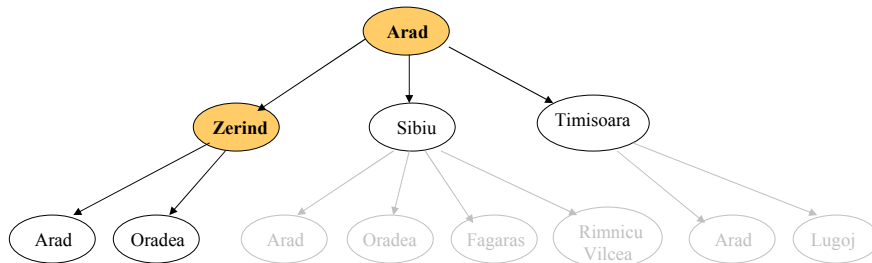 Arad
Zerind
Sibiu
Timisoara
Arad
Oradea
Arad
Oradea
Fagaras
Rimnicu
Vilcea
Arad
Lugoj